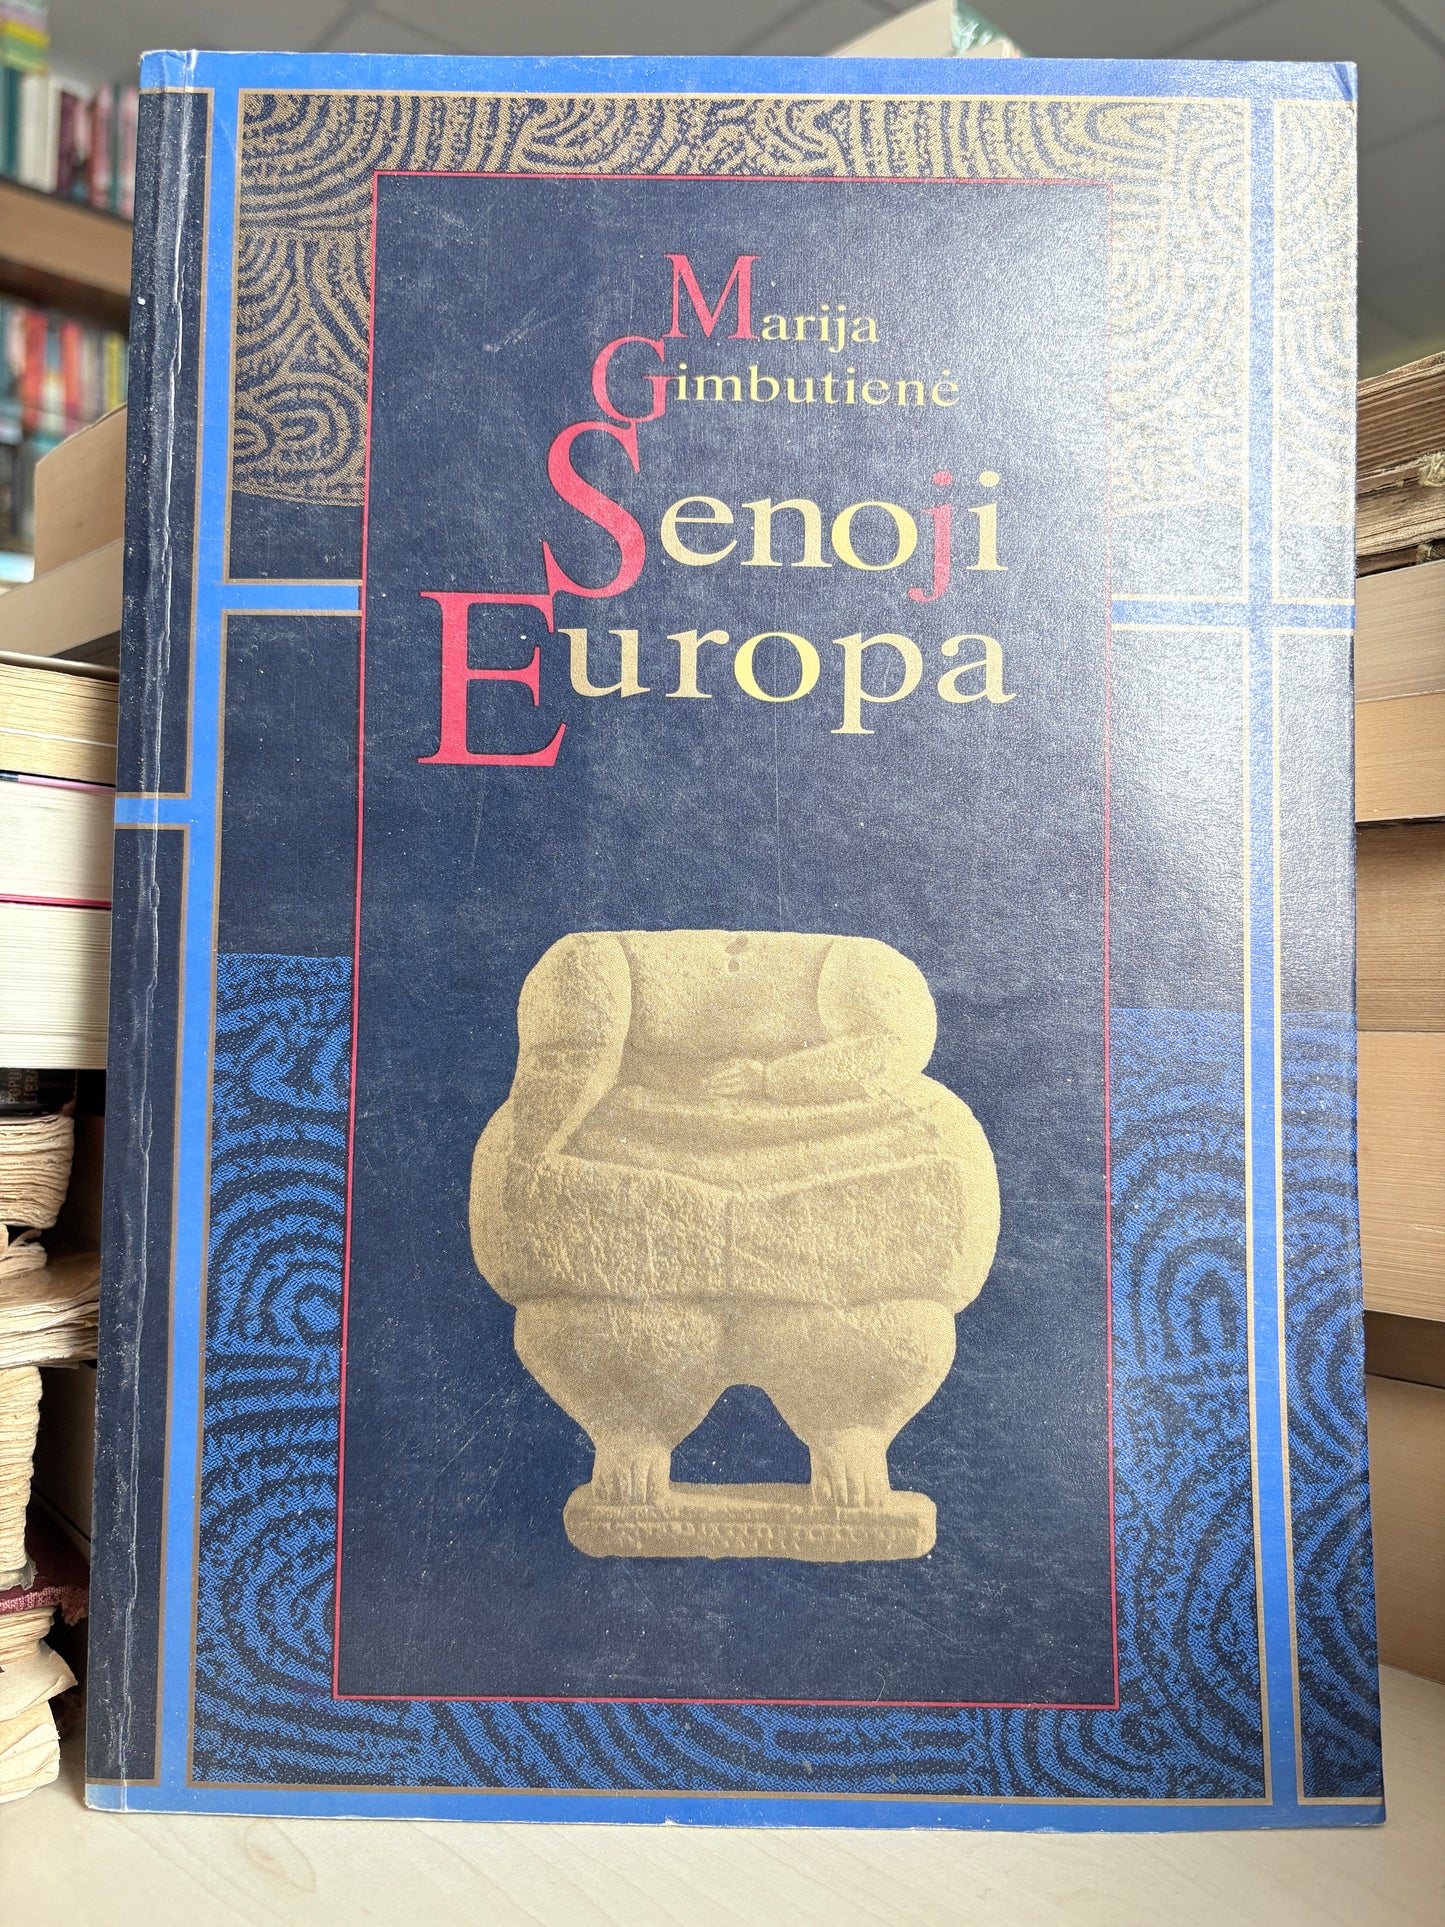 Marija
Gimbutienė
Senoji
Europa